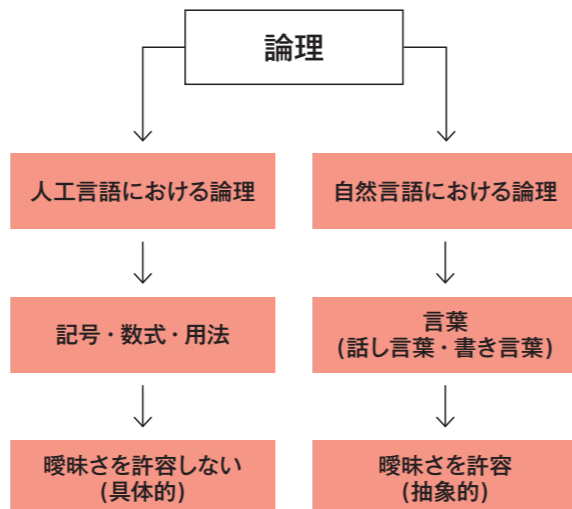 論理
人工言語における論理
自然言語における論理
記号・数式・用法
言葉
(話し言葉・書き言葉)
曖昧さを許容しない
(具体的)
曖昧さを許容
(抽象的)